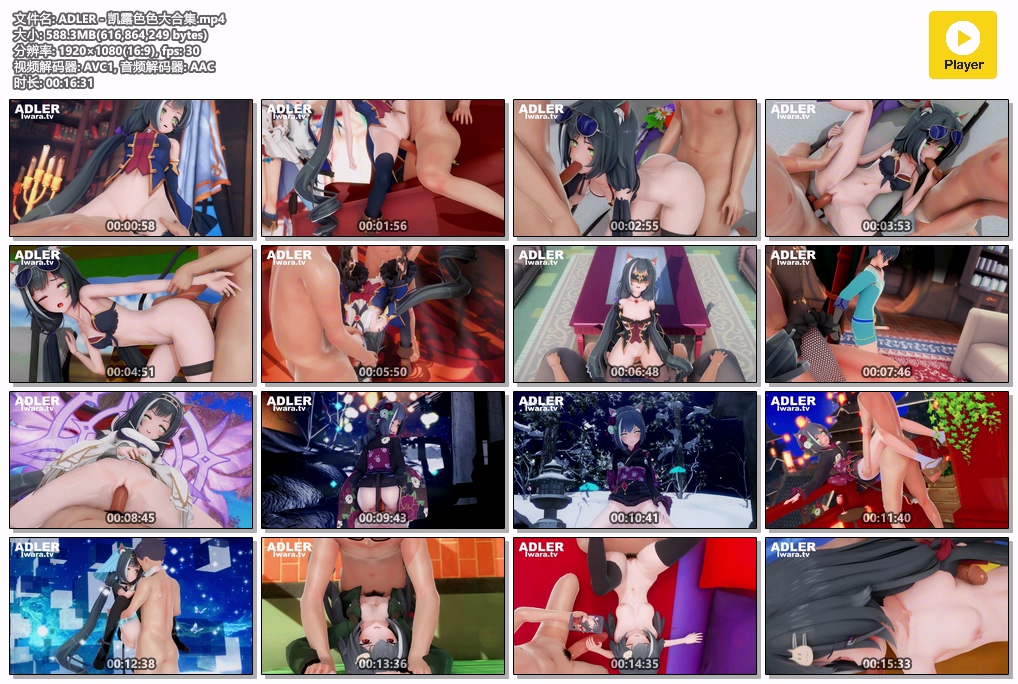 文件名: ADLER - 凯露色色大合集.mp4
大小: 588.3MB(616,864,249 bytes)
分辨率: 1920×1080(16:9), fps: 30
视频解码器: AVC1, 音频解码器: AAC
时长: 00:16:31
Player
ADLER
Iwara.tv
00:00:58
ADLER
Iwara.tv
00:01:56
ADLER
Iwara.tv
00:02:55
ADLER
Iwara.tv
00:03:53
ADLER
Iwara.tv
00:04:51
ADLER
Iwara.tv
00:05:50
ADLER
Iwara.tv
00:06:48
ADLER
Iwara.tv
00:07:46
ADLER
Iwara.tv
00:08:45
ADLER
Iwara.tv
00:09:43
ADLER
Iwara.tv
00:10:41
ADLER
Iwara.tv
00:11:40
ADLER
Iwara.tv
00:12:38
ADLER
Iwara.tv
00:13:36
ADLER
Iwara.tv
00:14:35
ADLER
Iwara.tv
00:15:33